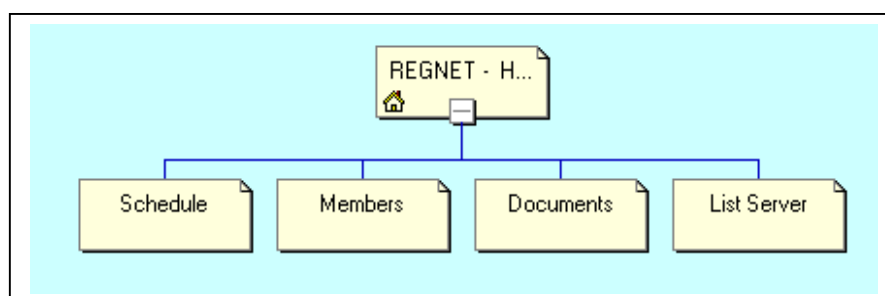 REGNET - H...
Schedule
Members
Documents
List Server